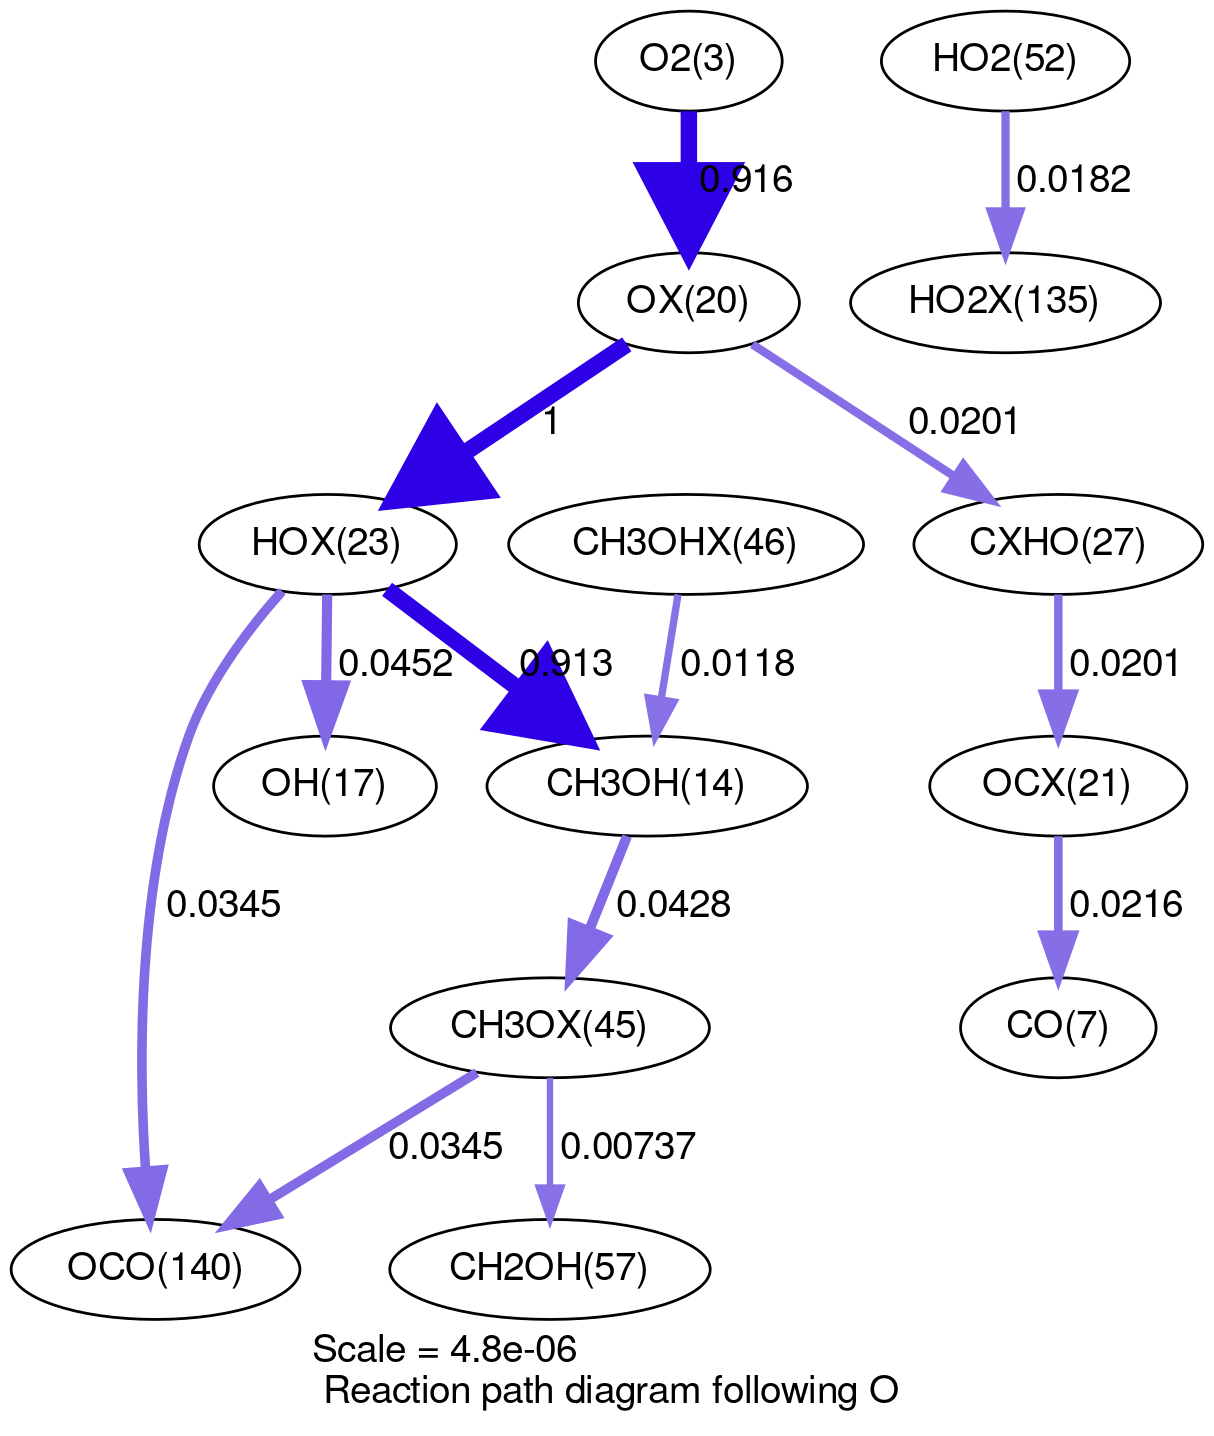 O2(3)
HO2(52)
0.916
0.0182
OX(20)
HO2X(135)
1
0.0201
HOX(23)
CH3OHX(46)
CXHO(27)
0.0452
0.913
0.0118
0.0201
OH(17)
CH3OH(14)
OCX(21)
0.0345
0.0428
0.0216
CH3OX(45)
CO(7)
0.0345
0.00737
OCO(140)
CH2OH(57)
Scale = 4.8e-06
Reaction path diagram following O